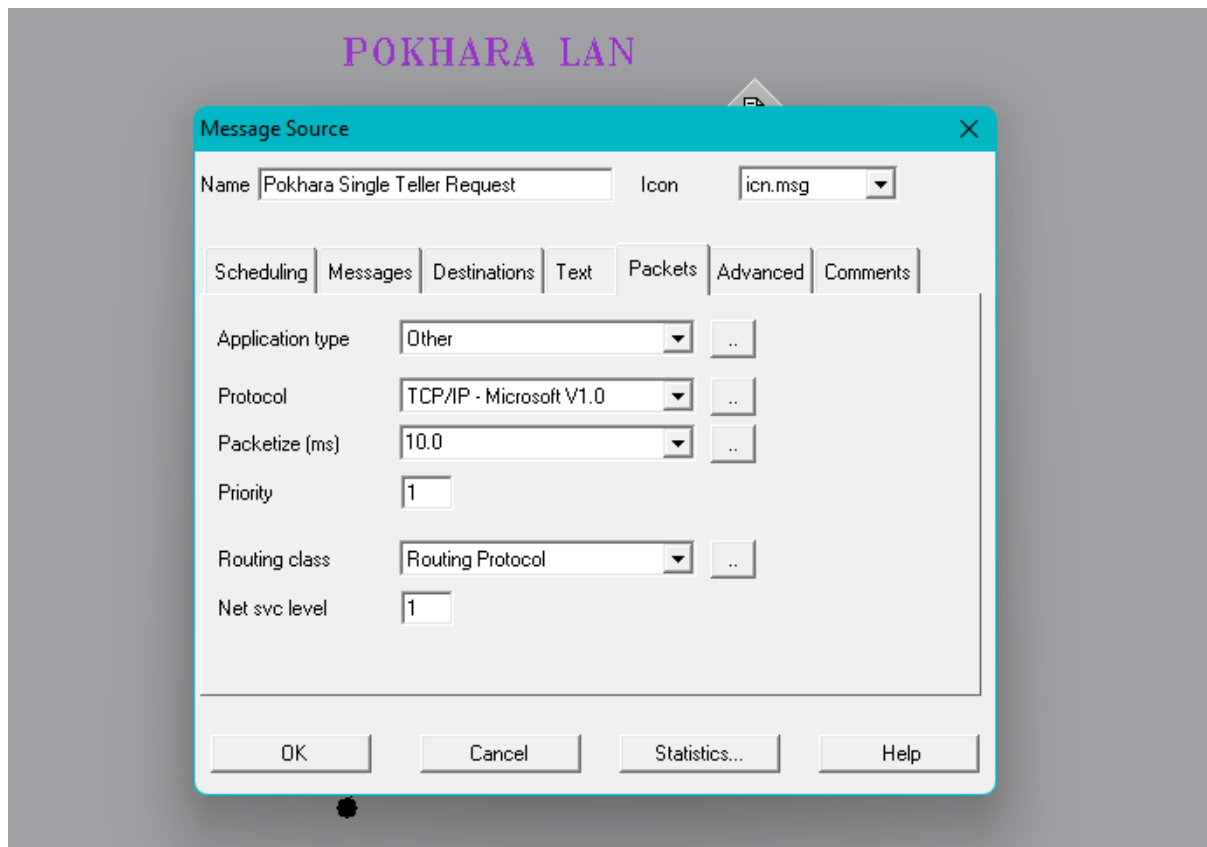 POKHARA LAN
Message Source
Name Pokhara Single Teller Request Icon icn.msg
Scheduling Messages Destinations Text Packets Advanced Comments
Application type Other ..
Protocol TCP/IP - Microsoft V1.0 ..
Packetize (ms) 10.0 ..
Priority 1
Routing class Routing Protocol ..
Net svc level 1
OK Cancel Statistics... Help